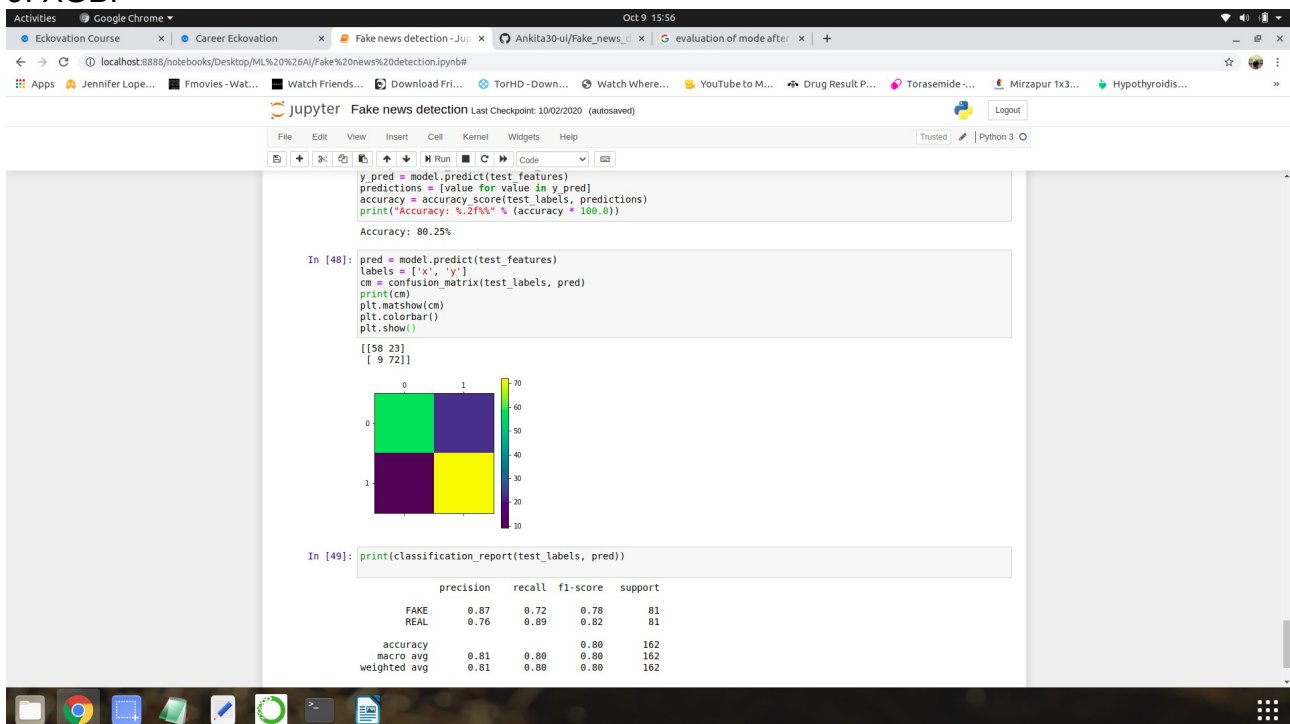 Activities Google Chrome Oct 9 15:56
Eckovation Course Career Eckovation Fake news detection - Jup Ankita30-ui/Fake_news_d evaluation of mode after
localhost:8888/notebooks/Desktop/ML%20%26AI/Fake%20news%20detection.ipynb#
Apps Jennifer Lope... Fmovies - Wat... Watch Friends... Download Fri... TorHD - Down... Watch Where... YouTube to M... Drug Result P... Torasemide -... Mirzapur 1x3... Hypothyroidis... »
jupyter Fake news detection Last Checkpoint: 10/02/2020 (autosaved) Logout
File Edit View Insert Cell Kernel Widgets Help Trusted Python 3
Run Code
y_pred = model.predict(test_features)
predictions = [value for value in y_pred]
accuracy = accuracy_score(test_labels, predictions)
print("Accuracy: %.2f%%" % (accuracy * 100.0))
Accuracy: 80.25%
In [48]: pred = model.predict(test_features)
labels = ['x', 'y']
cm = confusion_matrix(test_labels, pred)
print(cm)
plt.matshow(cm)
plt.colorbar()
plt.show()
[[58 23]
[ 9 72]]
0 1
0
1
70
60
50
40
30
20
10
In [49]: print(classification_report(test_labels, pred))
precision recall f1-score support
FAKE 0.87 0.72 0.78 81
REAL 0.76 0.89 0.82 81
accuracy 0.80 162
macro avg 0.81 0.80 0.80 162
weighted avg 0.81 0.80 0.80 162